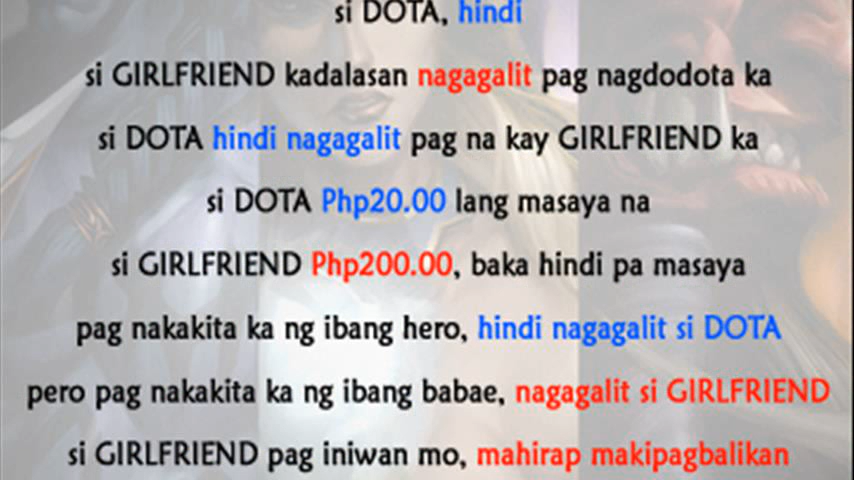 si DOTA, hindi
si GIRLFRIEND kadalasan nagagalit pag nagdodota ka
si DOTA hindi nagagalit pag na kay GIRLFRIEND ka
si DOTA Php20.00 lang masaya na
si GIRLFRIEND Php200.00, baka hindi pa masaya
pag nakakita ka ng ibang hero, hindi nagagalit si DOTA
pero pag nakakita ka ng ibang babae, nagagalit si GIRLFRIEND
si GIRLFRIEND pag iniwan mo, mahirap makipagbalikan